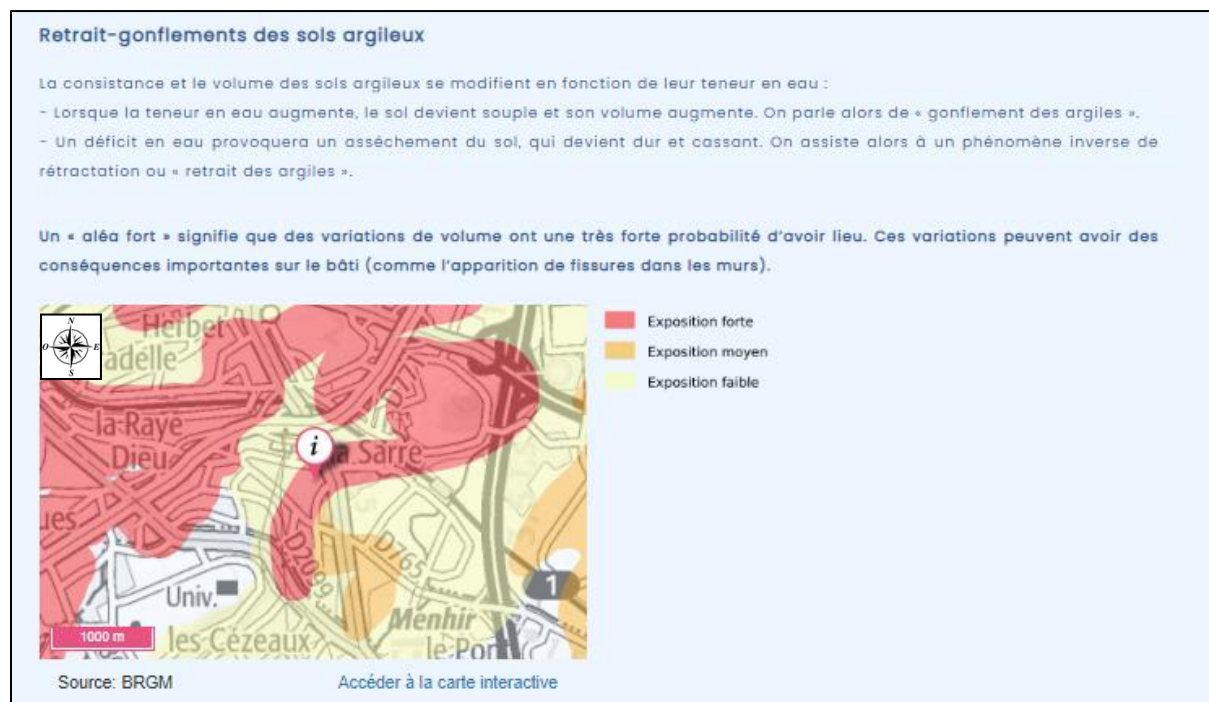 Retrait-gonflements des sols argileux
La consistance et le volume des sols argileux se modifient en fonction de leur teneur en eau :
- Lorsque la teneur en eau augmente, le sol devient souple et son volume augmente. On parle alors de « gonflement des argiles ».
- Un déficit en eau provoquera un asséchement du sol, qui devient dur et cassant. On assiste alors à un phénomène inverse de
rétractation ou « retrait des argiles ».
Un « aléa fort » signifie que des variations de volume ont une très forte probabilité d'avoir lieu. Ces variations peuvent avoir des
conséquences importantes sur le bâti (comme l'apparition de fissures dans les murs).
N
O
E
S
Herbet
adelle
la-Raye
Dieu
i
la Sarre
ues
D2099
D765
Univ.
1
Menhir
les Cézeaux
le Pont
1000 m
Exposition forte
Exposition moyen
Exposition faible
Source: BRGM
Accéder à la carte interactive